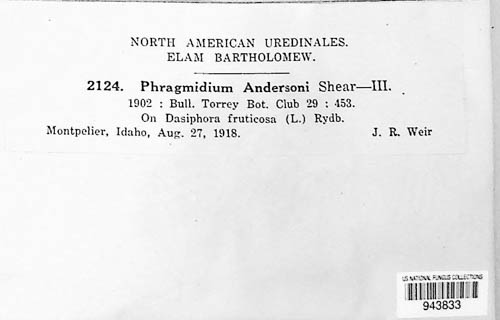 NORTH AMERICAN UREDINALES.
ELAM BARTHOLOMEW.
2124. Phragmidium Andersoni Shear—III.
1902 : Bull. Torrey Bot. Club 29 : 453.
On Dasiphora fruticosa (L.) Rydb.
Montpelier, Idaho, Aug. 27, 1918. J. R. Weir
US NATIONAL FUNGUS COLLECTIONS
943833